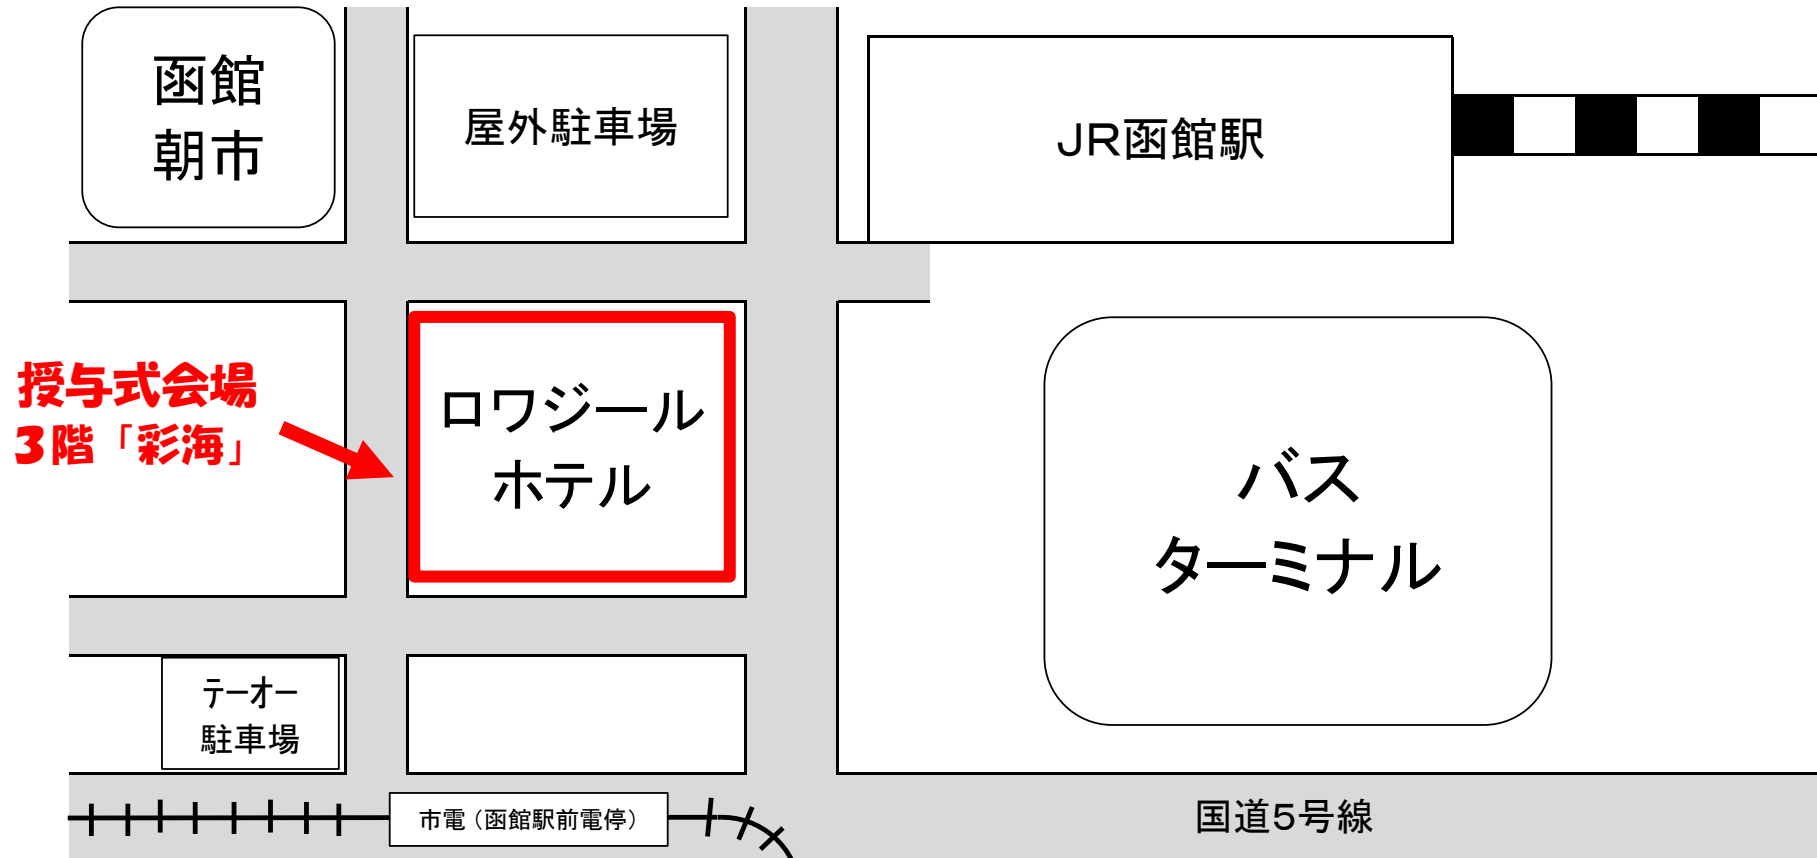 函館
朝市
屋外駐車場
JR函館駅
授与式会場
3階「彩海」
ロワジール
ホテル
バス
ターミナル
テーオー
駐車場
市電（函館駅前電停）
国道5号線